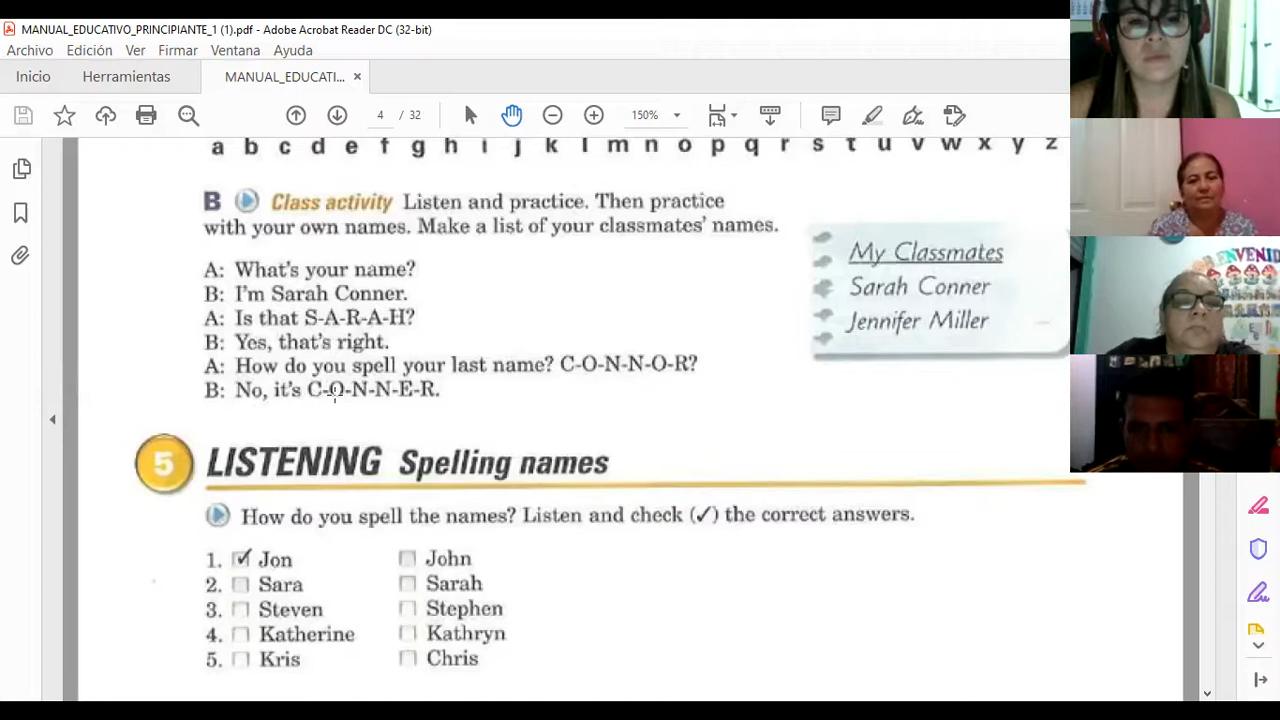 MANUAL_EDUCATIVO_PRINCIPIANTE_1 (1).pdf - Adobe Acrobat Reader DC (32-bit)
Archivo Edición Ver Firmar Ventana Ayuda
Inicio Herramientas MANUAL_EDUCATI... ×
4 / 32 150%
a b c d e f g h i j k l m n o p q r s t u v w x y z
B Class activity Listen and practice. Then practice
with your own names. Make a list of your classmates' names.
A: What's your name?
B: I'm Sarah Conner.
A: Is that S-A-R-A-H?
B: Yes, that's right.
A: How do you spell your last name? C-O-N-N-O-R?
B: No, it's C-O-N-N-E-R.
My Classmates
Sarah Conner
Jennifer Miller
5 LISTENING Spelling names
How do you spell the names? Listen and check (✓) the correct answers.
1. ✓ Jon John
2. Sara Sarah
3. Steven Stephen
4. Katherine Kathryn
5. Kris Chris
ENVENID